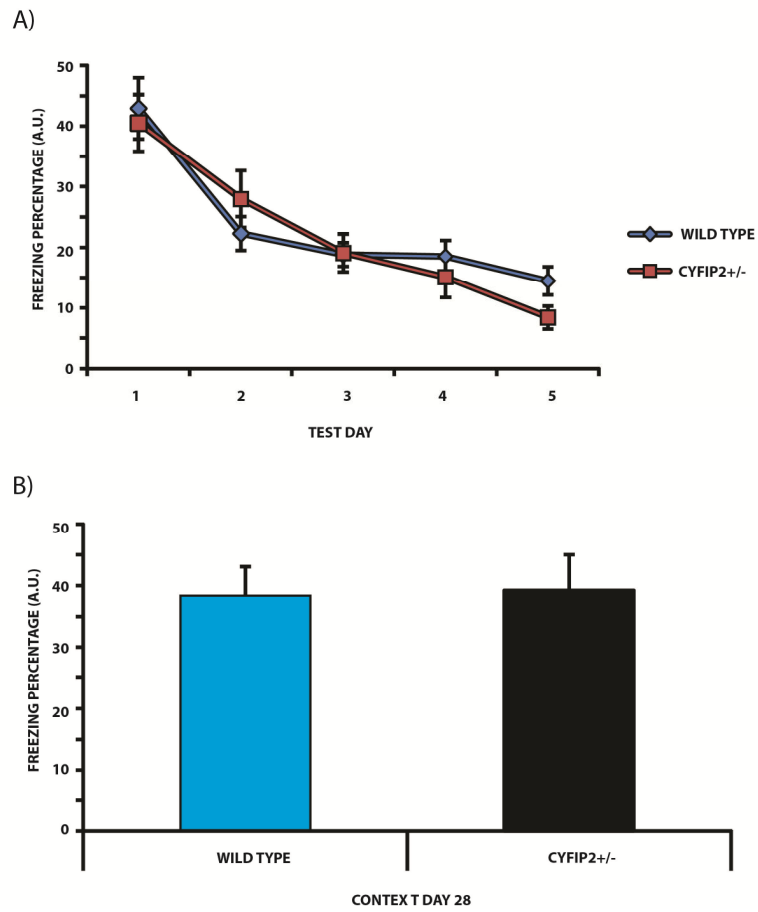 A)
FREEZING PERCENTAGE (A.U.)
50
40
30
20
10
0
1 2 3 4 5
TEST DAY
WILD TYPE
CYFIP2+/-
B)
FREEZING PERCENTAGE (A.U.)
50
40
30
20
10
0
WILD TYPE CYFIP2+/-
CONTEX T DAY 28